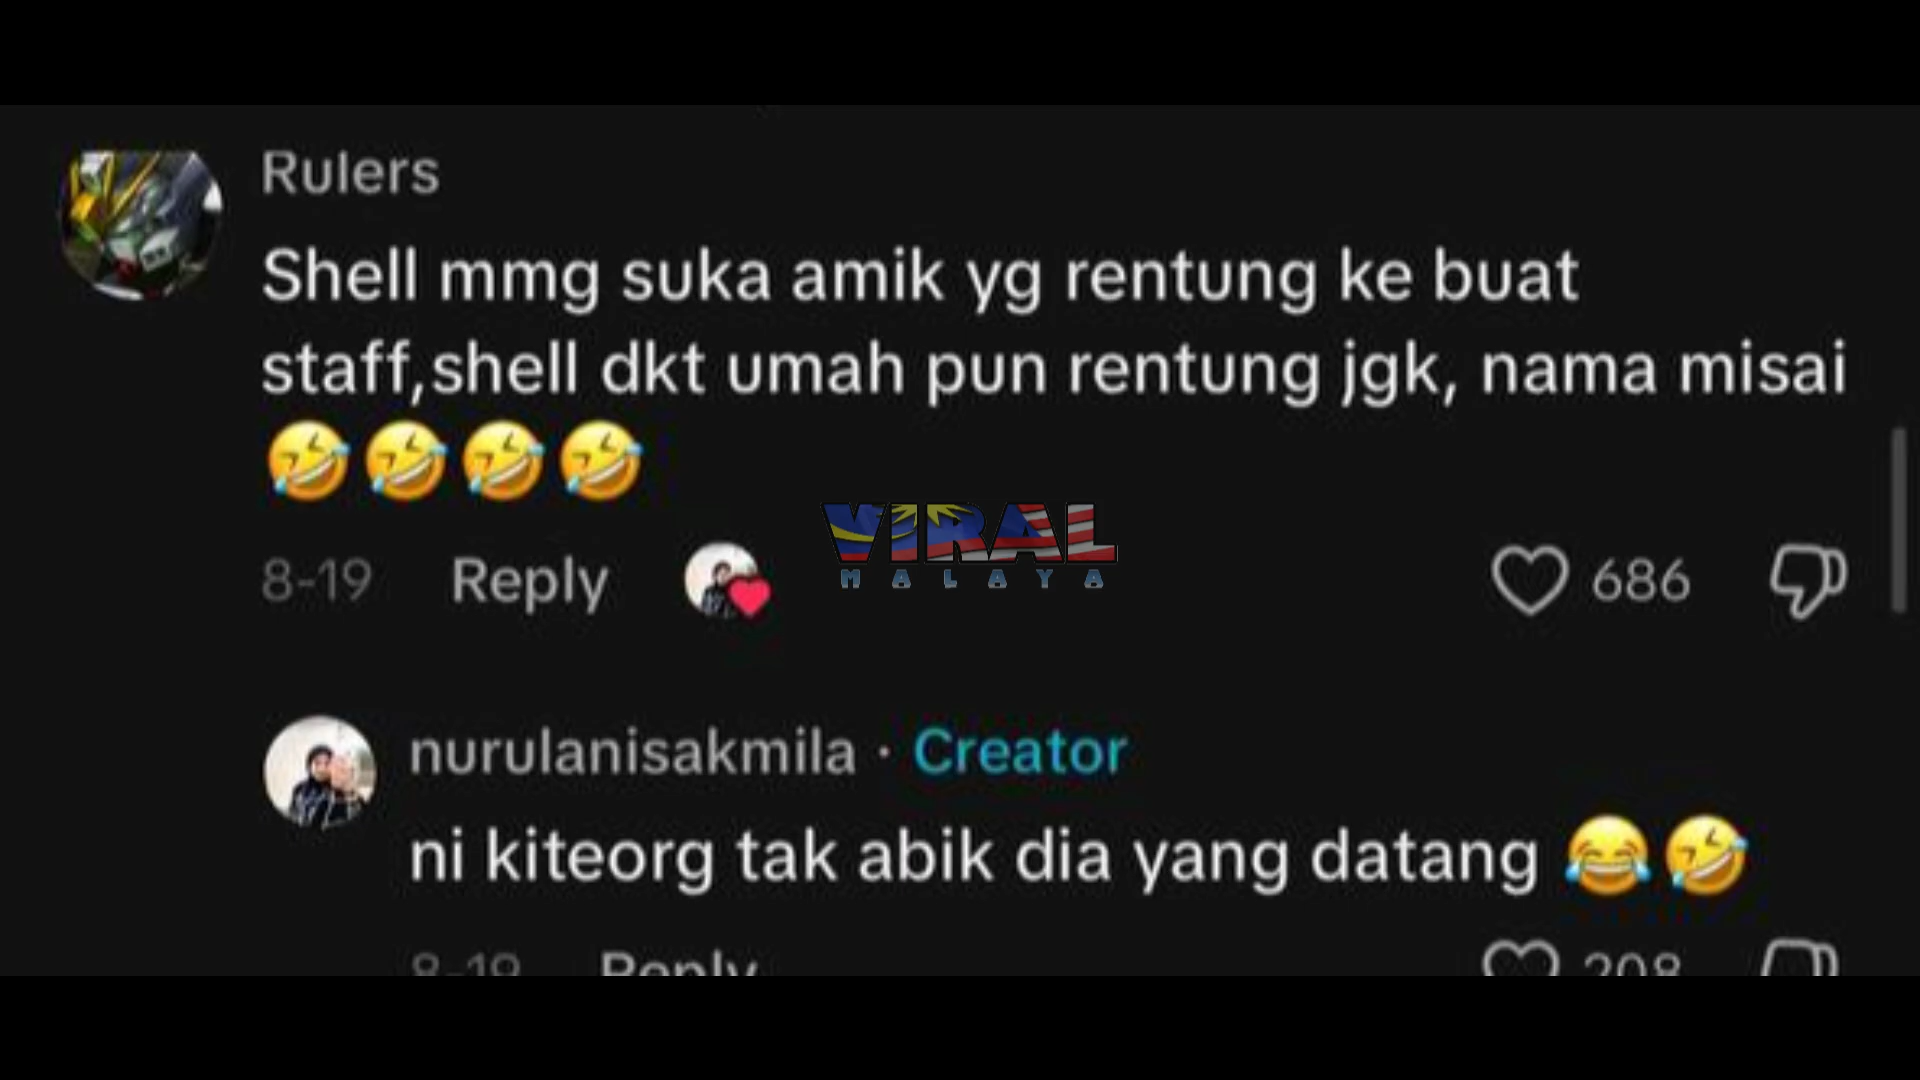 Rulers
Shell mmg suka amik yg rentung ke buat
staff,shell dkt umah pun rentung jgk, nama misai
🤣🤣🤣🤣
8-19 Reply 686
VIRAL
MALAYA
nurulanisakmila · Creator
ni kiteorg tak abik dia yang datang 😂🤣
8-19 Reply 208